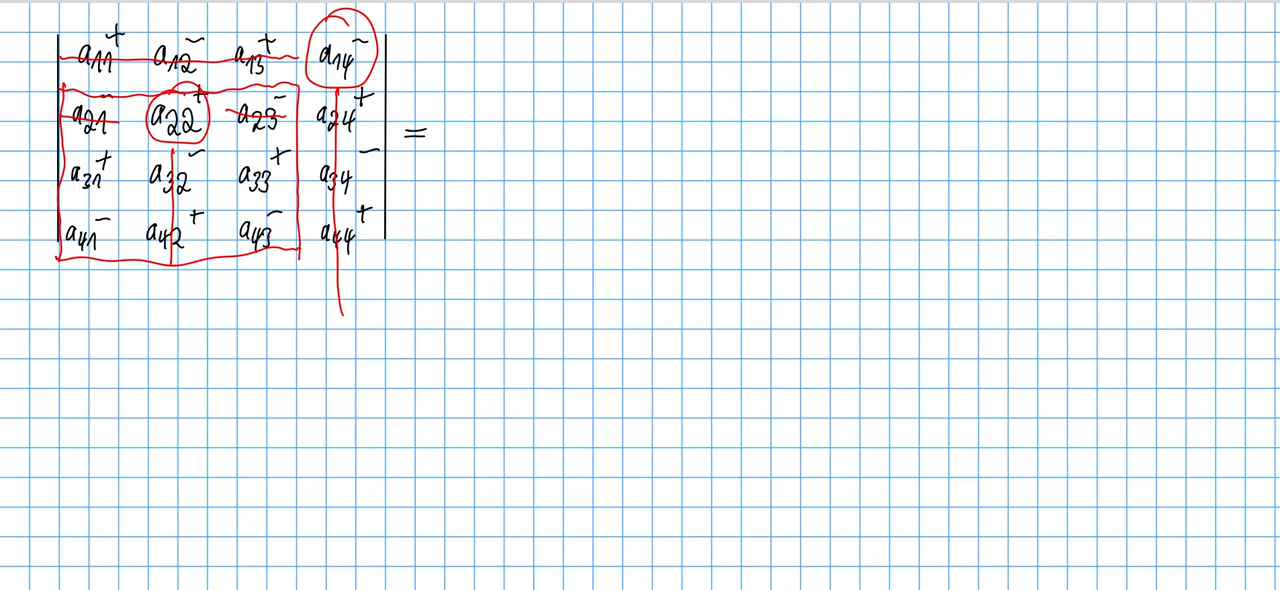 | a₁₁⁺ a₁₂⁻ a₁₃⁺ a₁₄⁻ |
| a₂₁⁻ a₂₂⁺ a₂₃⁻ a₂₄⁺ | =
| a₃₁⁺ a₃₂⁻ a₃₃⁺ a₃₄⁻ |
| a₄₁⁻ a₄₂⁺ a₄₃⁻ a₄₄⁺ |